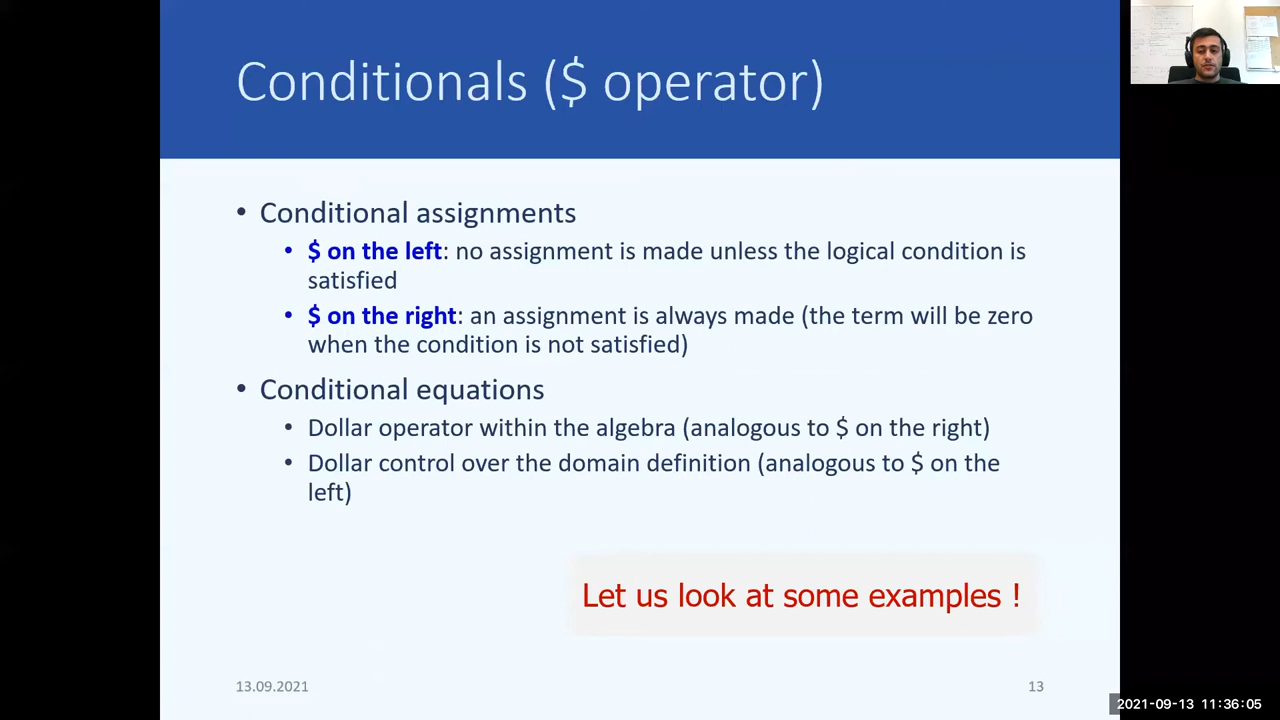 Conditionals ($ operator)
• Conditional assignments
• $ on the left: no assignment is made unless the logical condition is
satisfied
• $ on the right: an assignment is always made (the term will be zero
when the condition is not satisfied)
• Conditional equations
• Dollar operator within the algebra (analogous to $ on the right)
• Dollar control over the domain definition (analogous to $ on the
left)
Let us look at some examples !
13.09.2021
13
2021-09-13 11:36:05